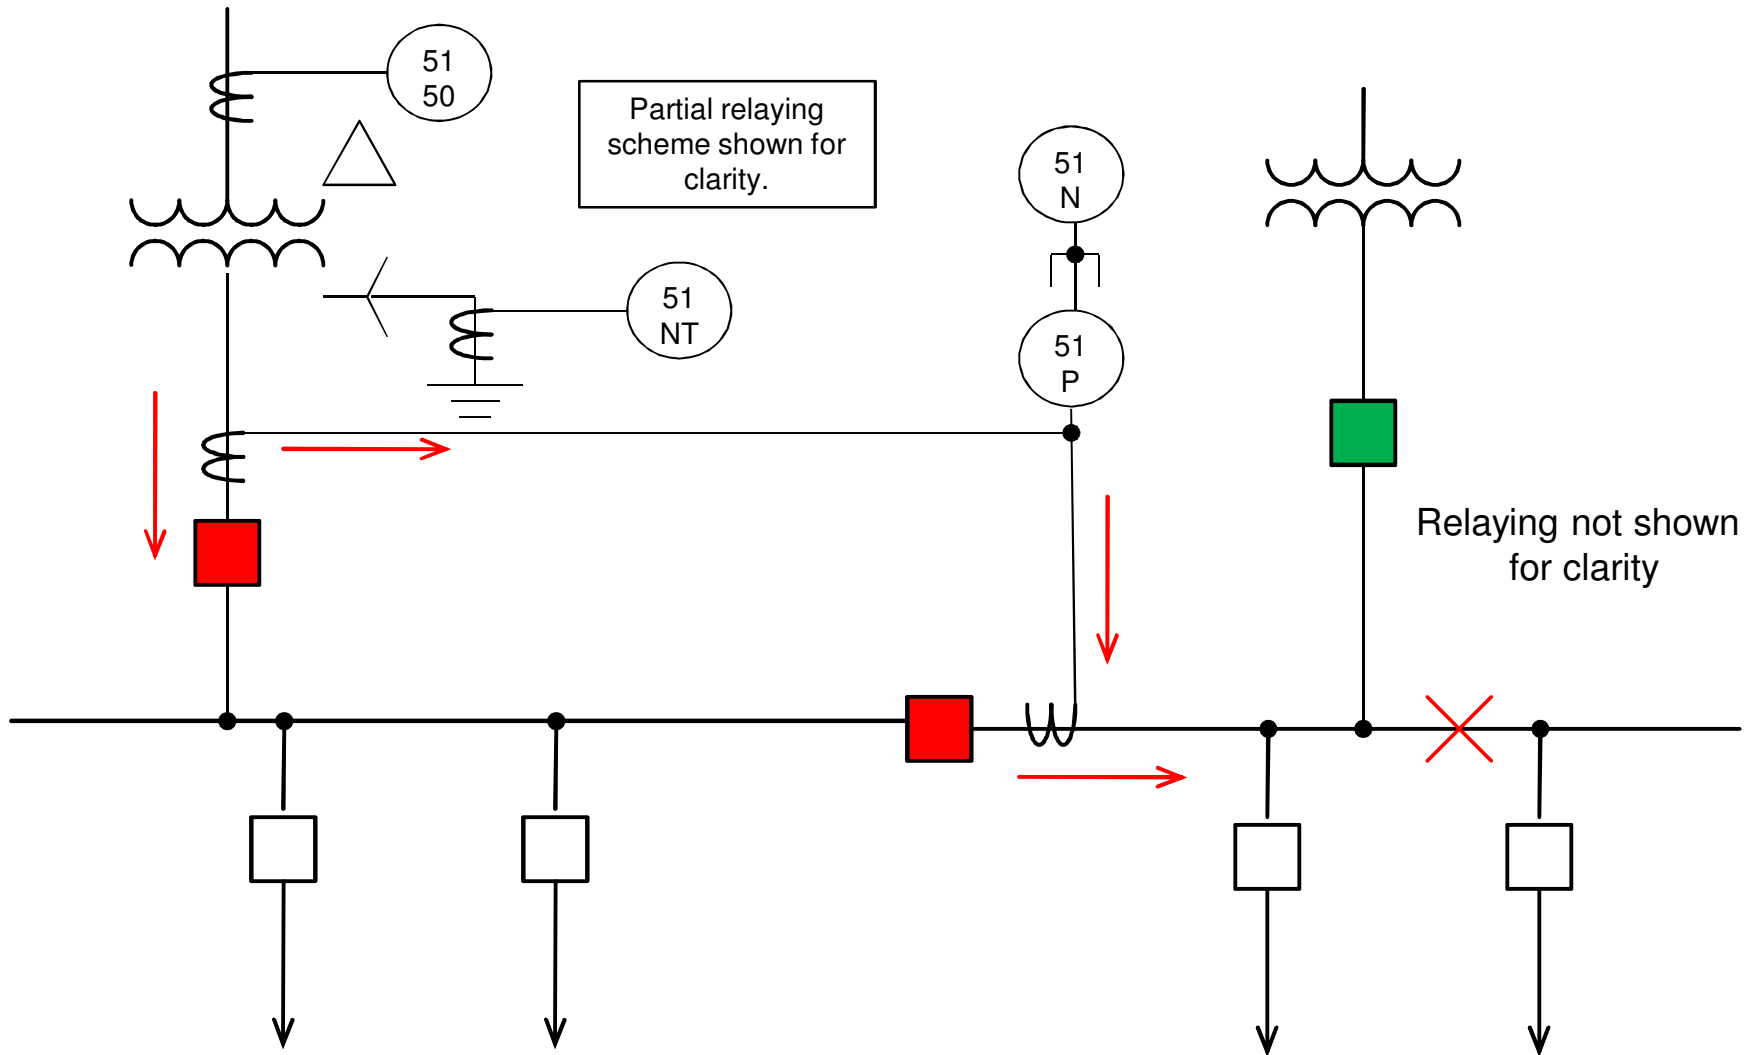 51
50
Partial relaying
scheme shown for
clarity.
51
N
51
NT
51
P
Relaying not shown
for clarity